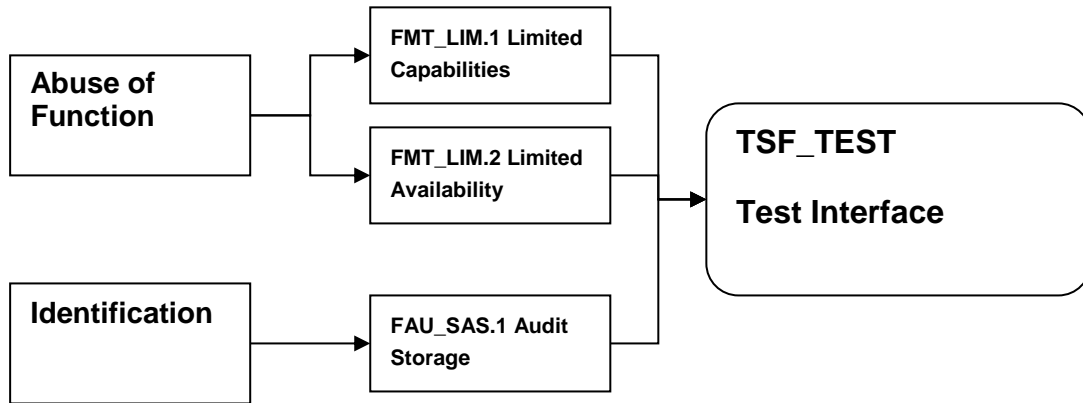 Abuse of
Function
FMT_LIM.1 Limited
Capabilities
FMT_LIM.2 Limited
Availability
TSF_TEST
Test Interface
Identification
FAU_SAS.1 Audit
Storage